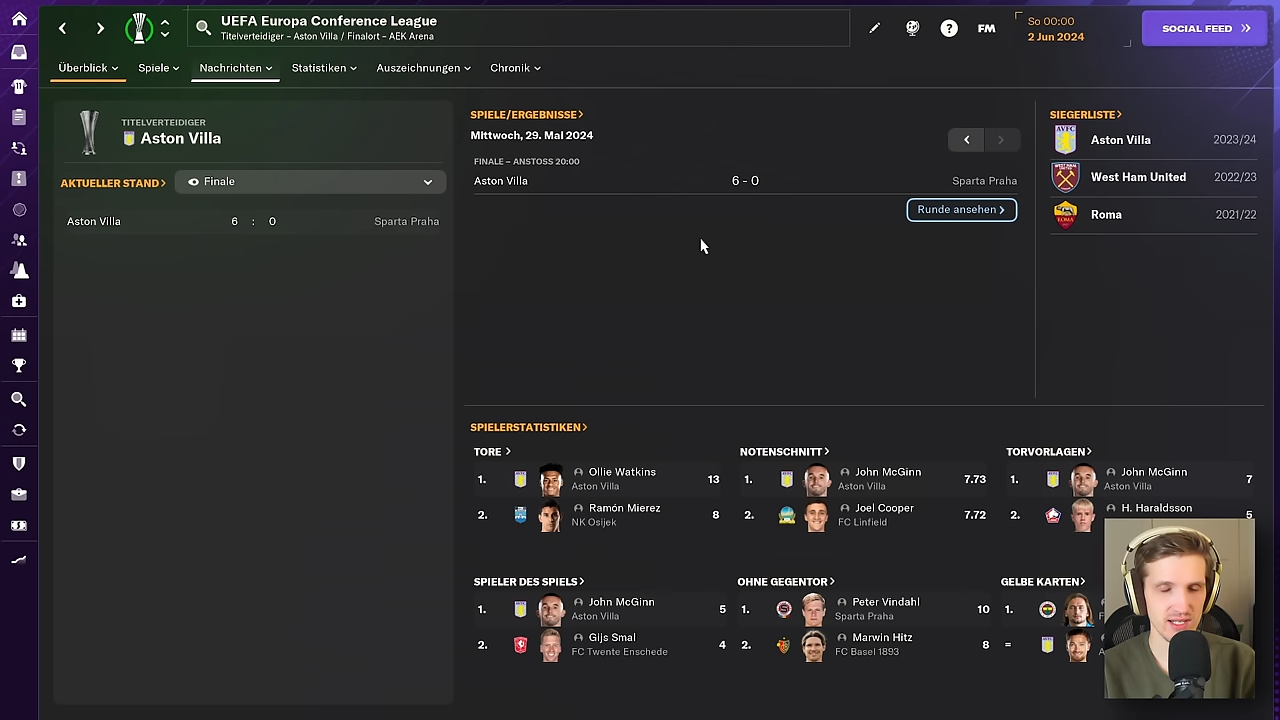 UEFA Europa Conference League
Titelverteidiger – Aston Villa / Finalort – AEK Arena
FM
So 00:00
2 Jun 2024
SOCIAL FEED
Überblick
Spiele
Nachrichten
Statistiken
Auszeichnungen
Chronik
TITELVERTEIDIGER
Aston Villa
AKTUELLER STAND
Finale
Aston Villa 6 : 0 Sparta Praha
SPIELE/ERGEBNISSE
Mittwoch, 29. Mai 2024
FINALE – ANSTOSS 20:00
Aston Villa 6 - 0 Sparta Praha
Runde ansehen
SIEGERLISTE
Aston Villa 2023/24
West Ham United 2022/23
Roma 2021/22
SPIELERSTATISTIKEN
TORE
1. Ollie Watkins 13
Aston Villa
2. Ramón Mierez 8
NK Osijek
NOTENSCHNITT
1. John McGinn 7.73
Aston Villa
2. Joel Cooper 7.72
FC Linfield
TORVORLAGEN
1. John McGinn 7
Aston Villa
2. H. Haraldsson 5
SPIELER DES SPIELS
1. John McGinn 5
Aston Villa
2. Gijs Smal 4
FC Twente Enschede
OHNE GEGENTOR
1. Peter Vindahl 10
Sparta Praha
2. Marwin Hitz 8
FC Basel 1893
GELBE KARTEN
1.
=